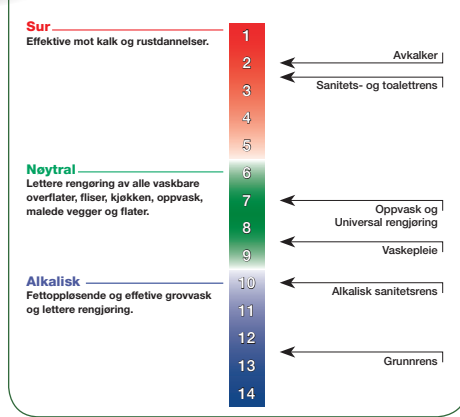 Sur
Effektive mot kalk og rustdannelser.
Nøytral
Lettere rengøring av alle vaskbare
overflater, fliser, kjøkken, oppvask,
malede vegger og flater.
Alkalisk
Fettoppløsende og effetive grovvask
og lettere rengjøring.
1
2
3
4
5
6
7
8
9
10
11
12
13
14
Avkalker
Sanitets- og toalettrens
Oppvask og
Universal rengjøring
Vaskepleie
Alkalisk sanitetsrens
Grunnrens